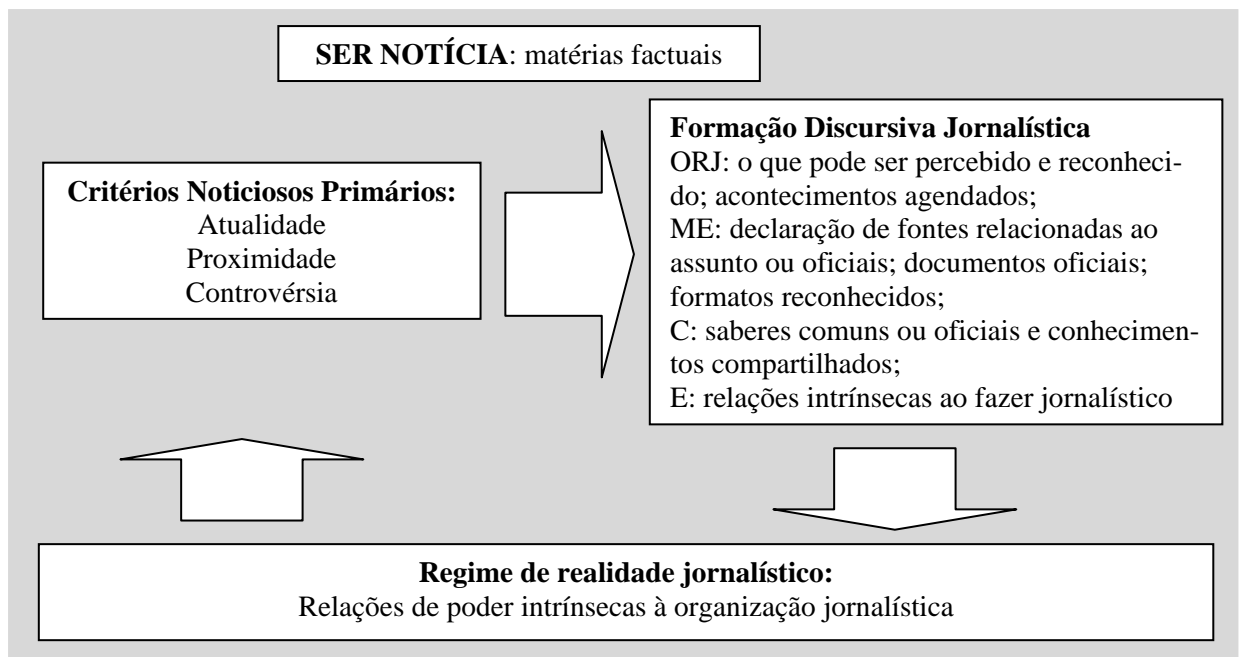 SER NOTÍCIA: matérias factuais
Critérios Noticiosos Primários:
Atualidade
Proximidade
Controvérsia
Formação Discursiva Jornalística
ORJ: o que pode ser percebido e reconheci-
do; acontecimentos agendados;
ME: declaração de fontes relacionadas ao
assunto ou oficiais; documentos oficiais;
formatos reconhecidos;
C: saberes comuns ou oficiais e conhecimen-
tos compartilhados;
E: relações intrínsecas ao fazer jornalístico
Regime de realidade jornalístico:
Relações de poder intrínsecas à organização jornalística